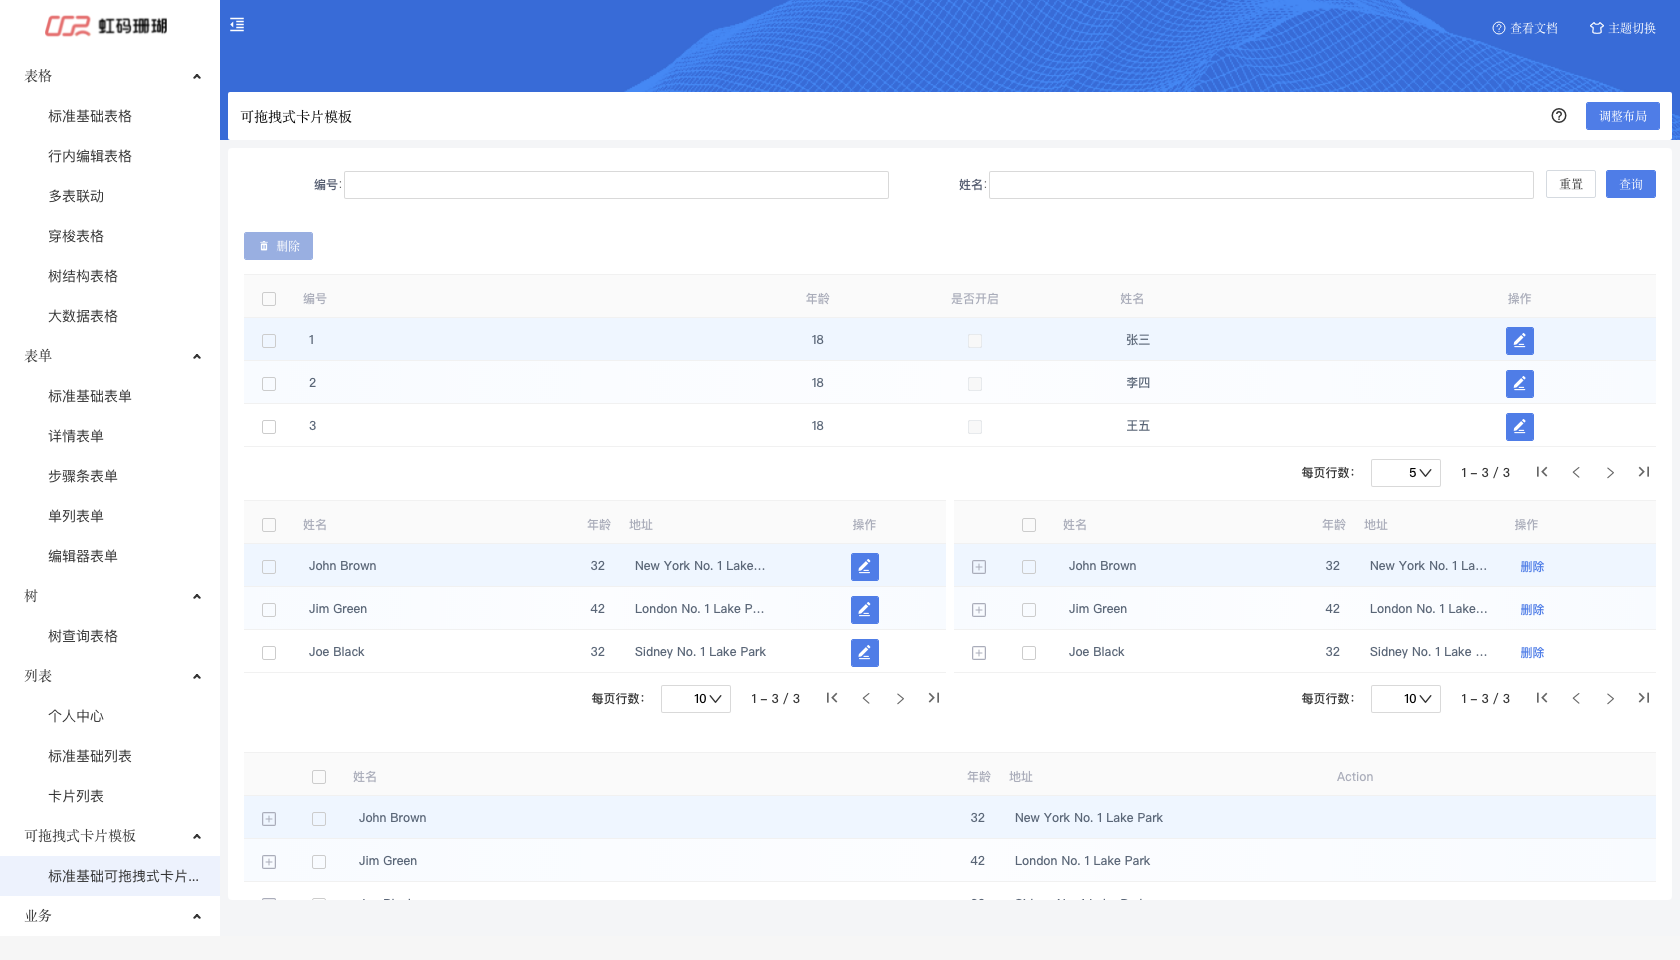 虹码珊瑚
查看文档 主题切换
表格
标准基础表格
行内编辑表格
多表联动
穿梭表格
树结构表格
大数据表格
表单
标准基础表单
详情表单
步骤条表单
单列表单
编辑器表单
树
树查询表格
列表
个人中心
标准基础列表
卡片列表
可拖拽式卡片模板
标准基础可拖拽式卡片...
业务
可拖拽式卡片模板 调整布局
编号: 姓名: 重置 查询
删除
编号 年龄 是否开启 姓名 操作
1 18 张三
2 18 李四
3 18 王五
每页行数: 5 1 – 3 / 3
姓名 年龄 地址 操作
John Brown 32 New York No. 1 Lake...
Jim Green 42 London No. 1 Lake P...
Joe Black 32 Sidney No. 1 Lake Park
每页行数: 10 1 – 3 / 3
姓名 年龄 地址 操作
John Brown 32 New York No. 1 La... 删除
Jim Green 42 London No. 1 Lake... 删除
Joe Black 32 Sidney No. 1 Lake ... 删除
每页行数: 10 1 – 3 / 3
姓名 年龄 地址 Action
John Brown 32 New York No. 1 Lake Park
Jim Green 42 London No. 1 Lake Park